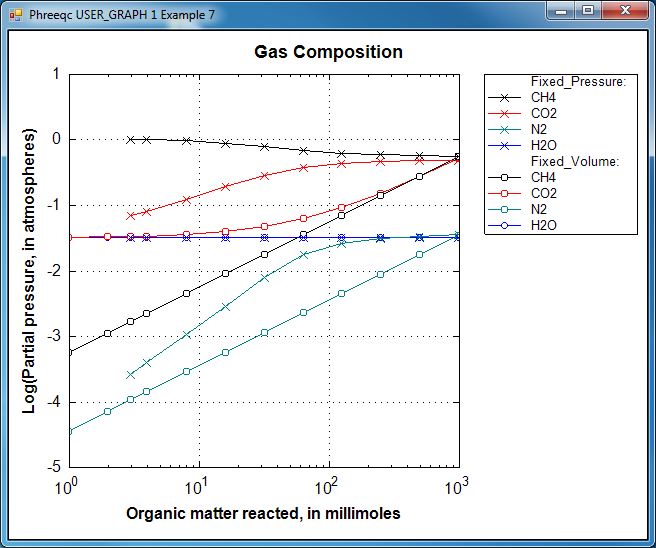 Phreeqc USER_GRAPH 1 Example 7
Gas Composition
Log(Partial pressure, in atmospheres)
1
0
-1
-2
-3
-4
-5
10^0
10^1
10^2
10^3
Organic matter reacted, in millimoles
Fixed_Pressure:
CH4
CO2
N2
H2O
Fixed_Volume:
CH4
CO2
N2
H2O